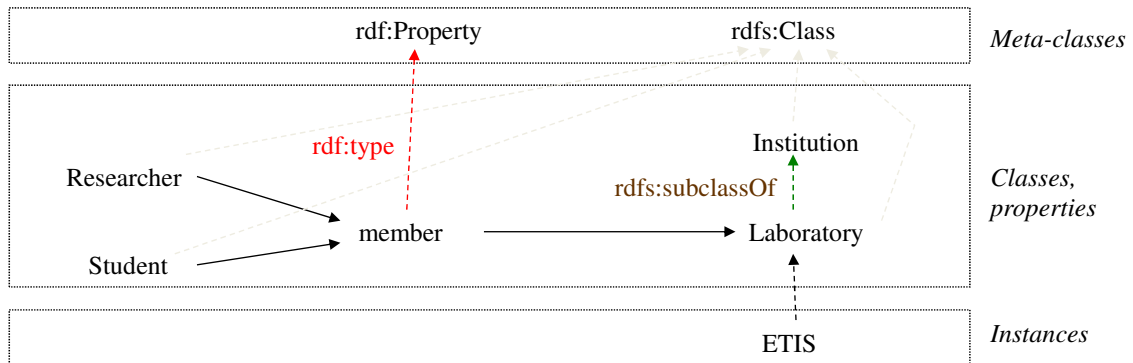 rdf:Property
rdfs:Class
Meta-classes
rdf:type
Institution
Researcher
rdfs:subclassOf
Classes,
properties
member
Laboratory
Student
Instances
ETIS